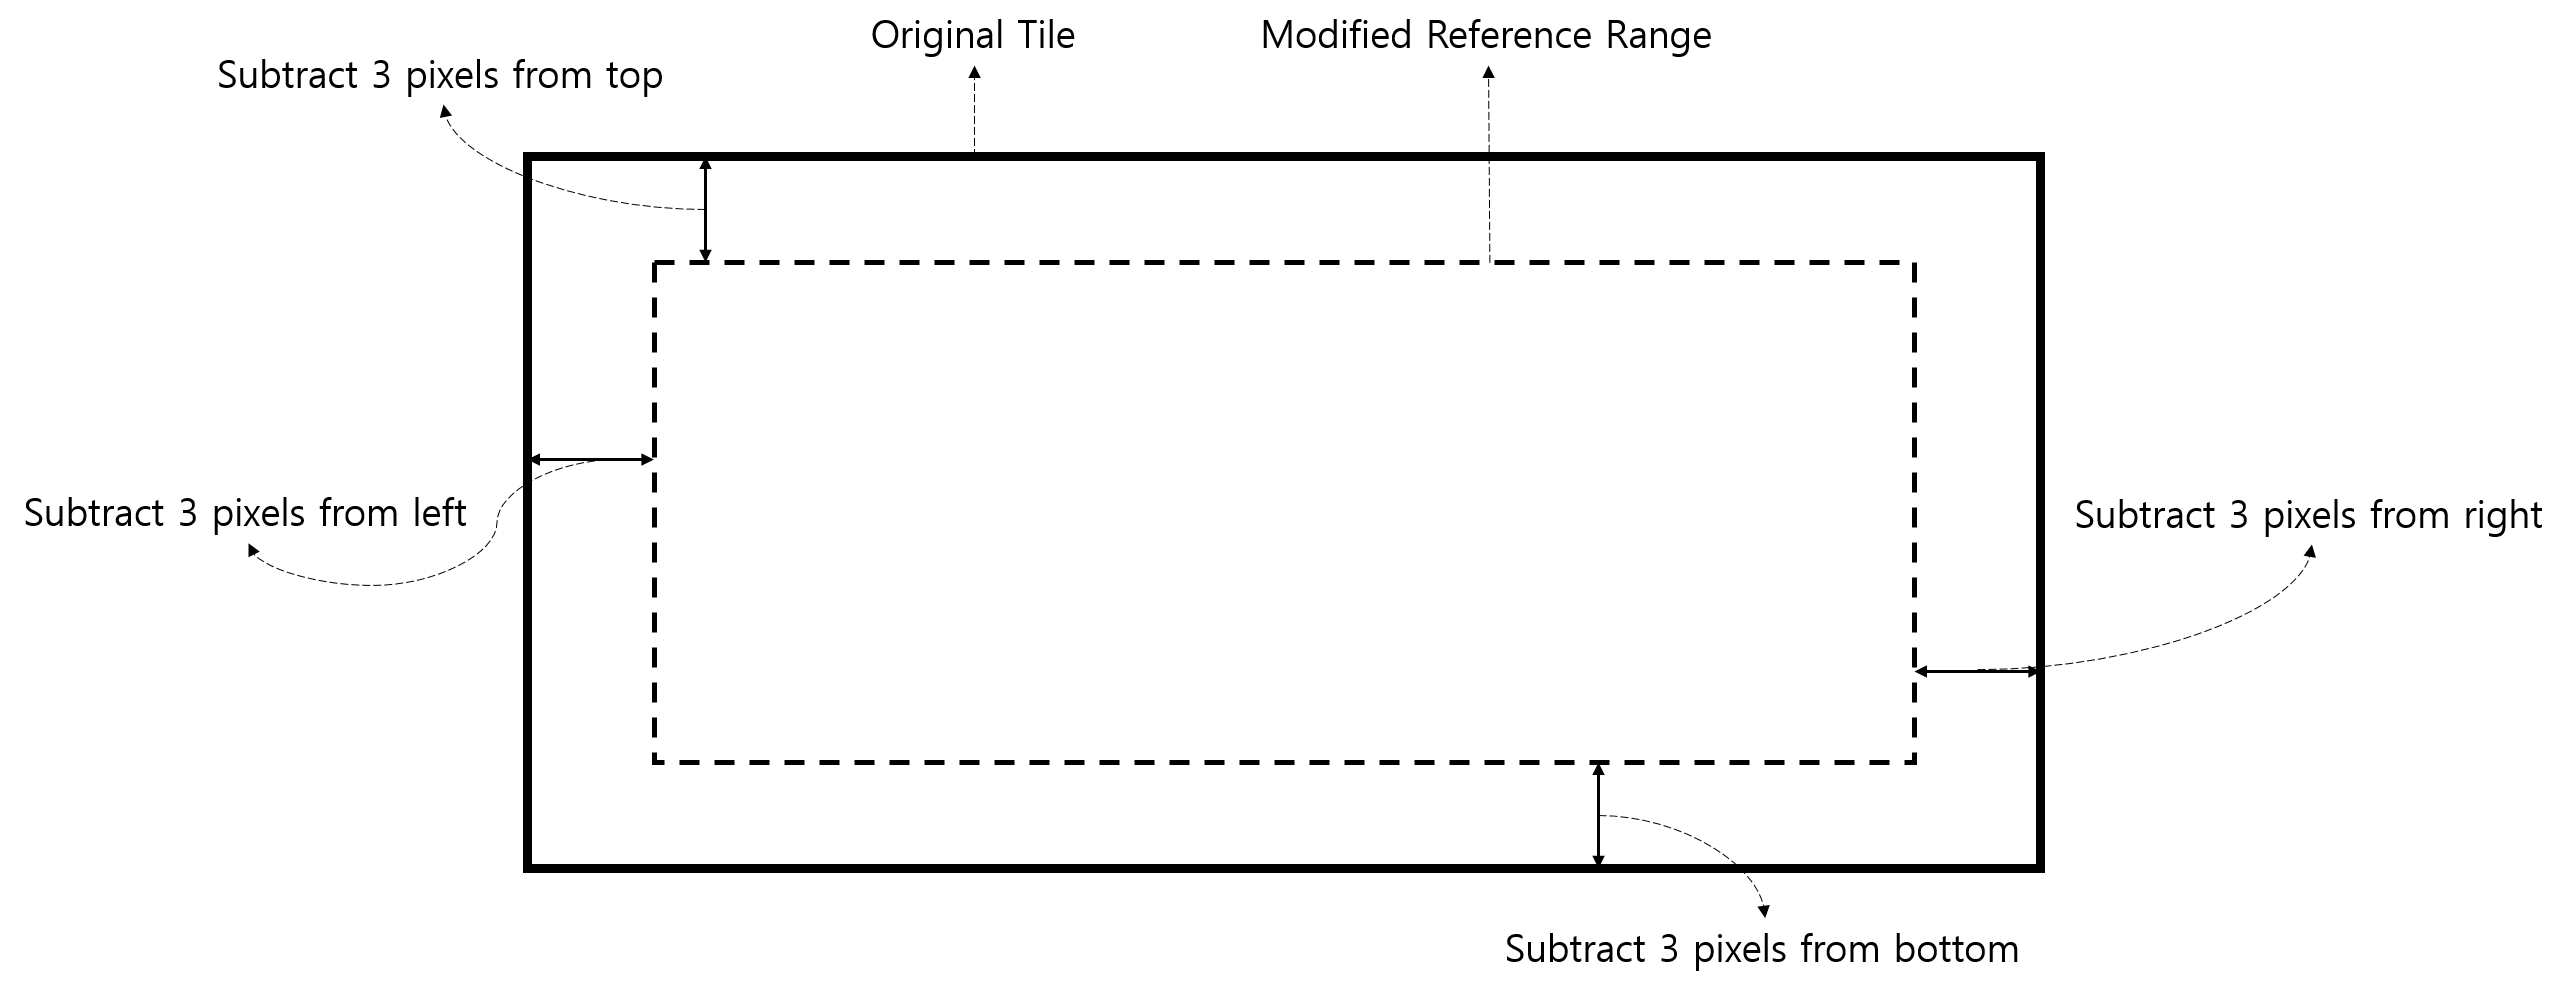 Original Tile
Modified Reference Range
Subtract 3 pixels from top
Subtract 3 pixels from left
Subtract 3 pixels from right
Subtract 3 pixels from bottom